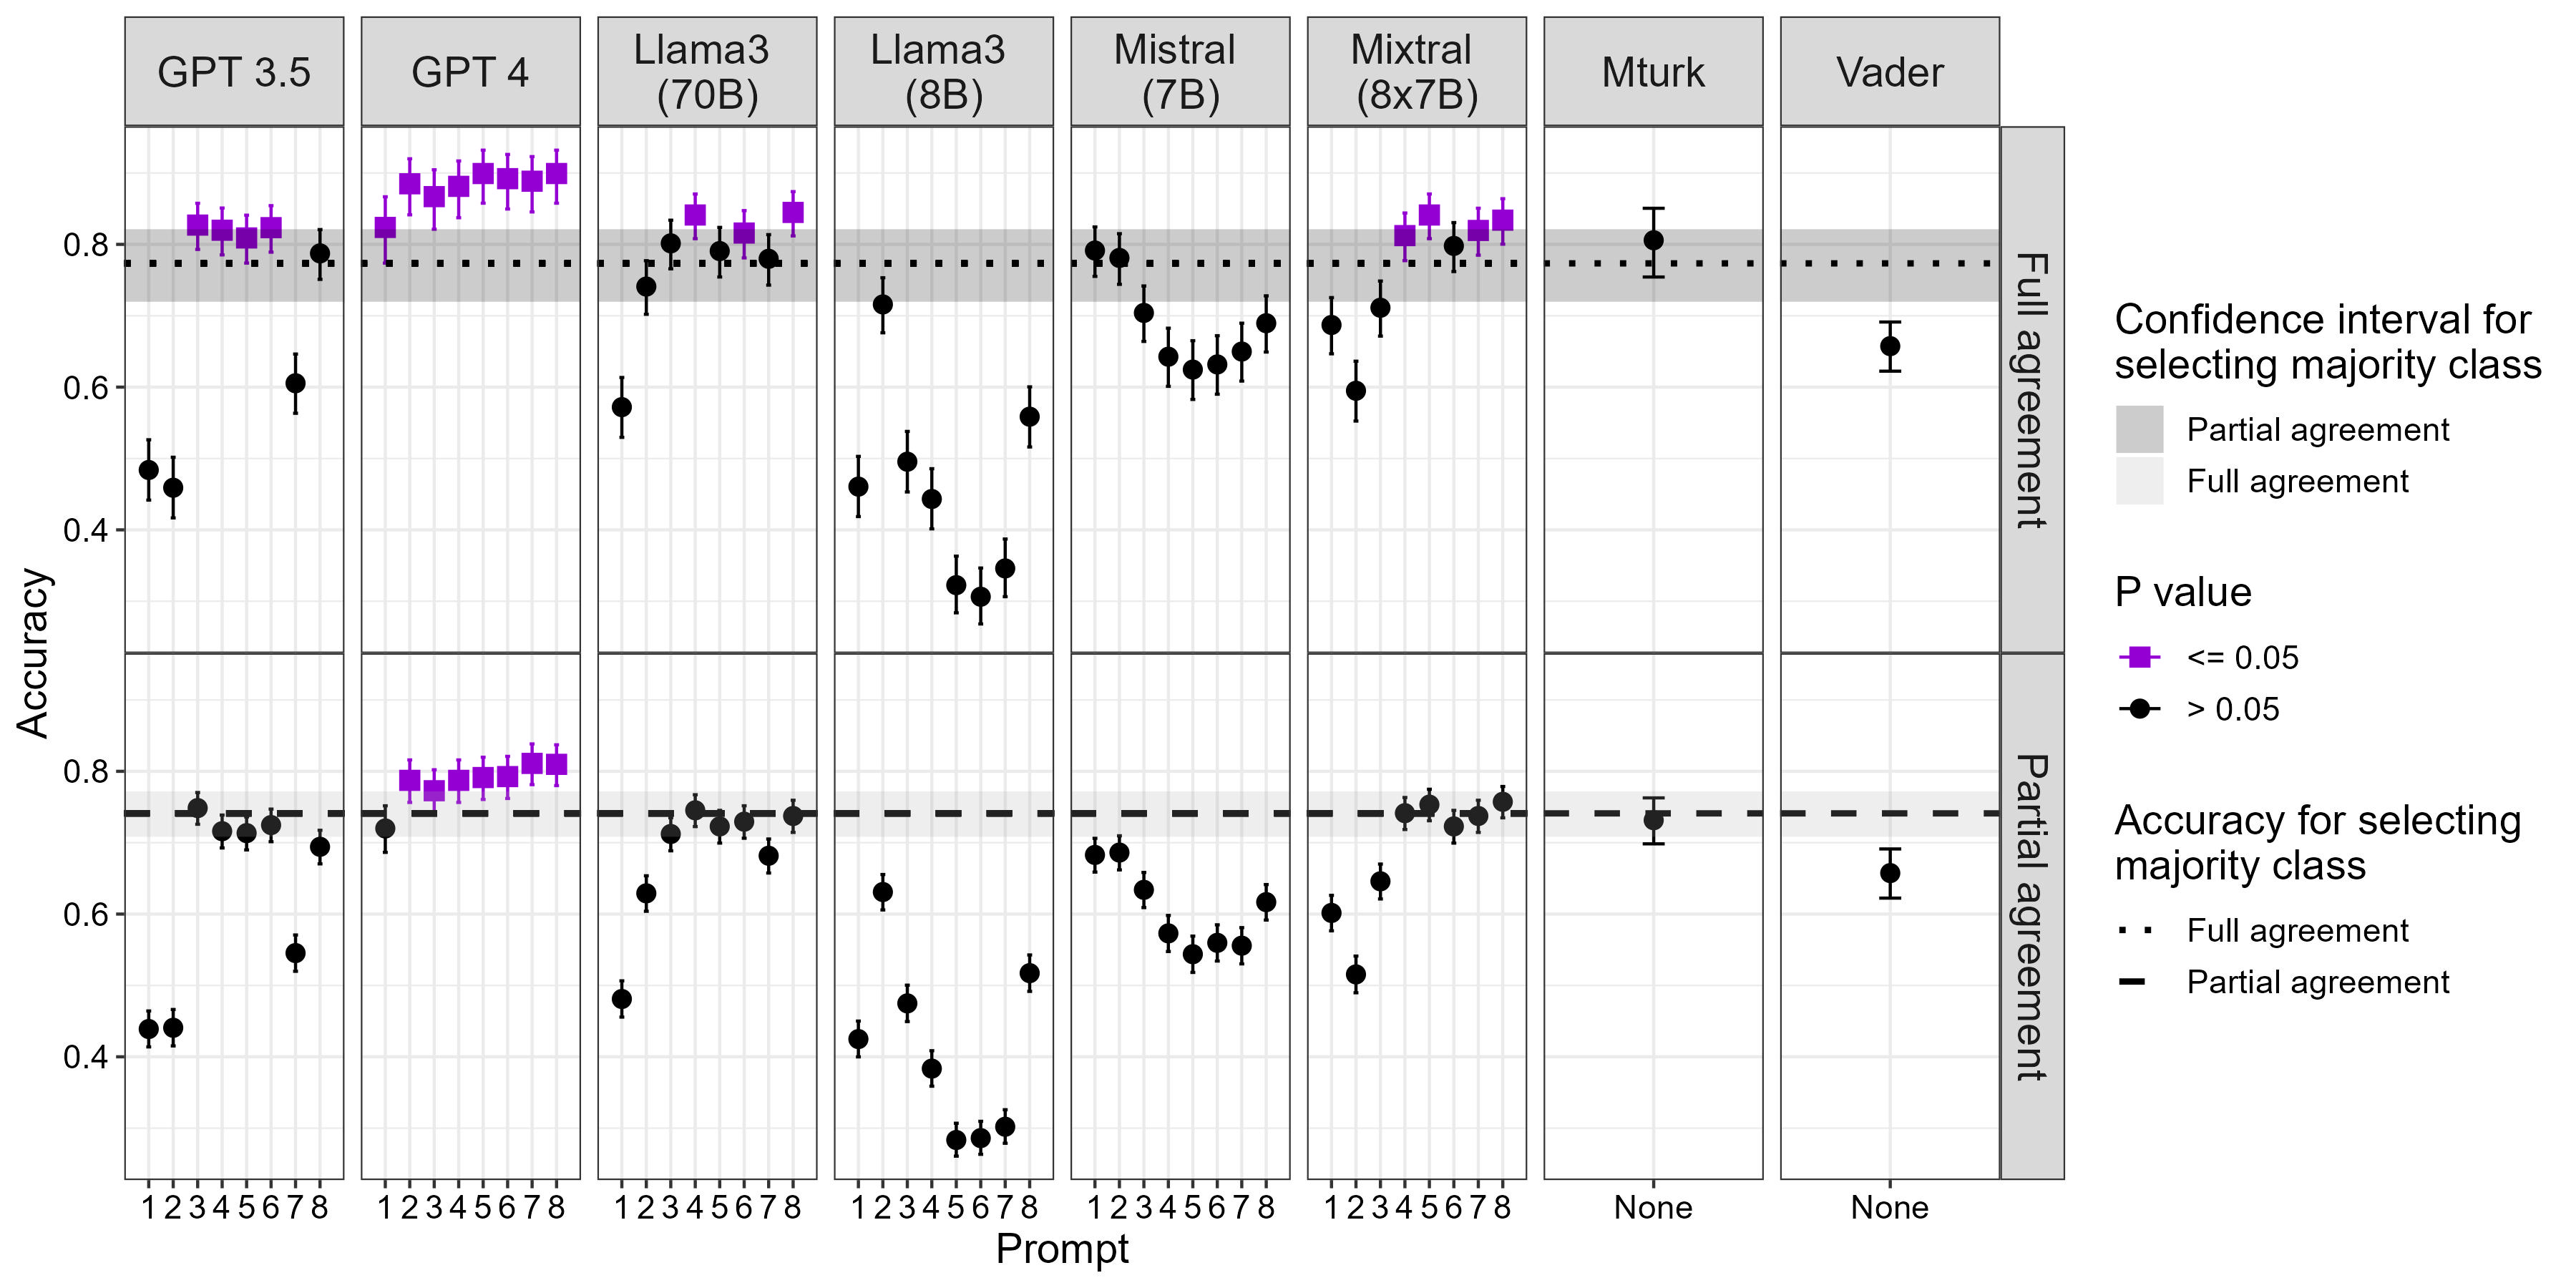 GPT 3.5
GPT 4
Llama3
(70B)
Llama3
(8B)
Mistral
(7B)
Mixtral
(8x7B)
Mturk
Vader
0.8
0.6
0.4
Full agreement
0.8
0.6
0.4
Partial agreement
Accuracy
1 2 3 4 5 6 7 8
1 2 3 4 5 6 7 8
1 2 3 4 5 6 7 8
1 2 3 4 5 6 7 8
1 2 3 4 5 6 7 8
1 2 3 4 5 6 7 8
None
None
Prompt
Confidence interval for
selecting majority class
Partial agreement
Full agreement
P value
<= 0.05
> 0.05
Accuracy for selecting
majority class
Full agreement
Partial agreement